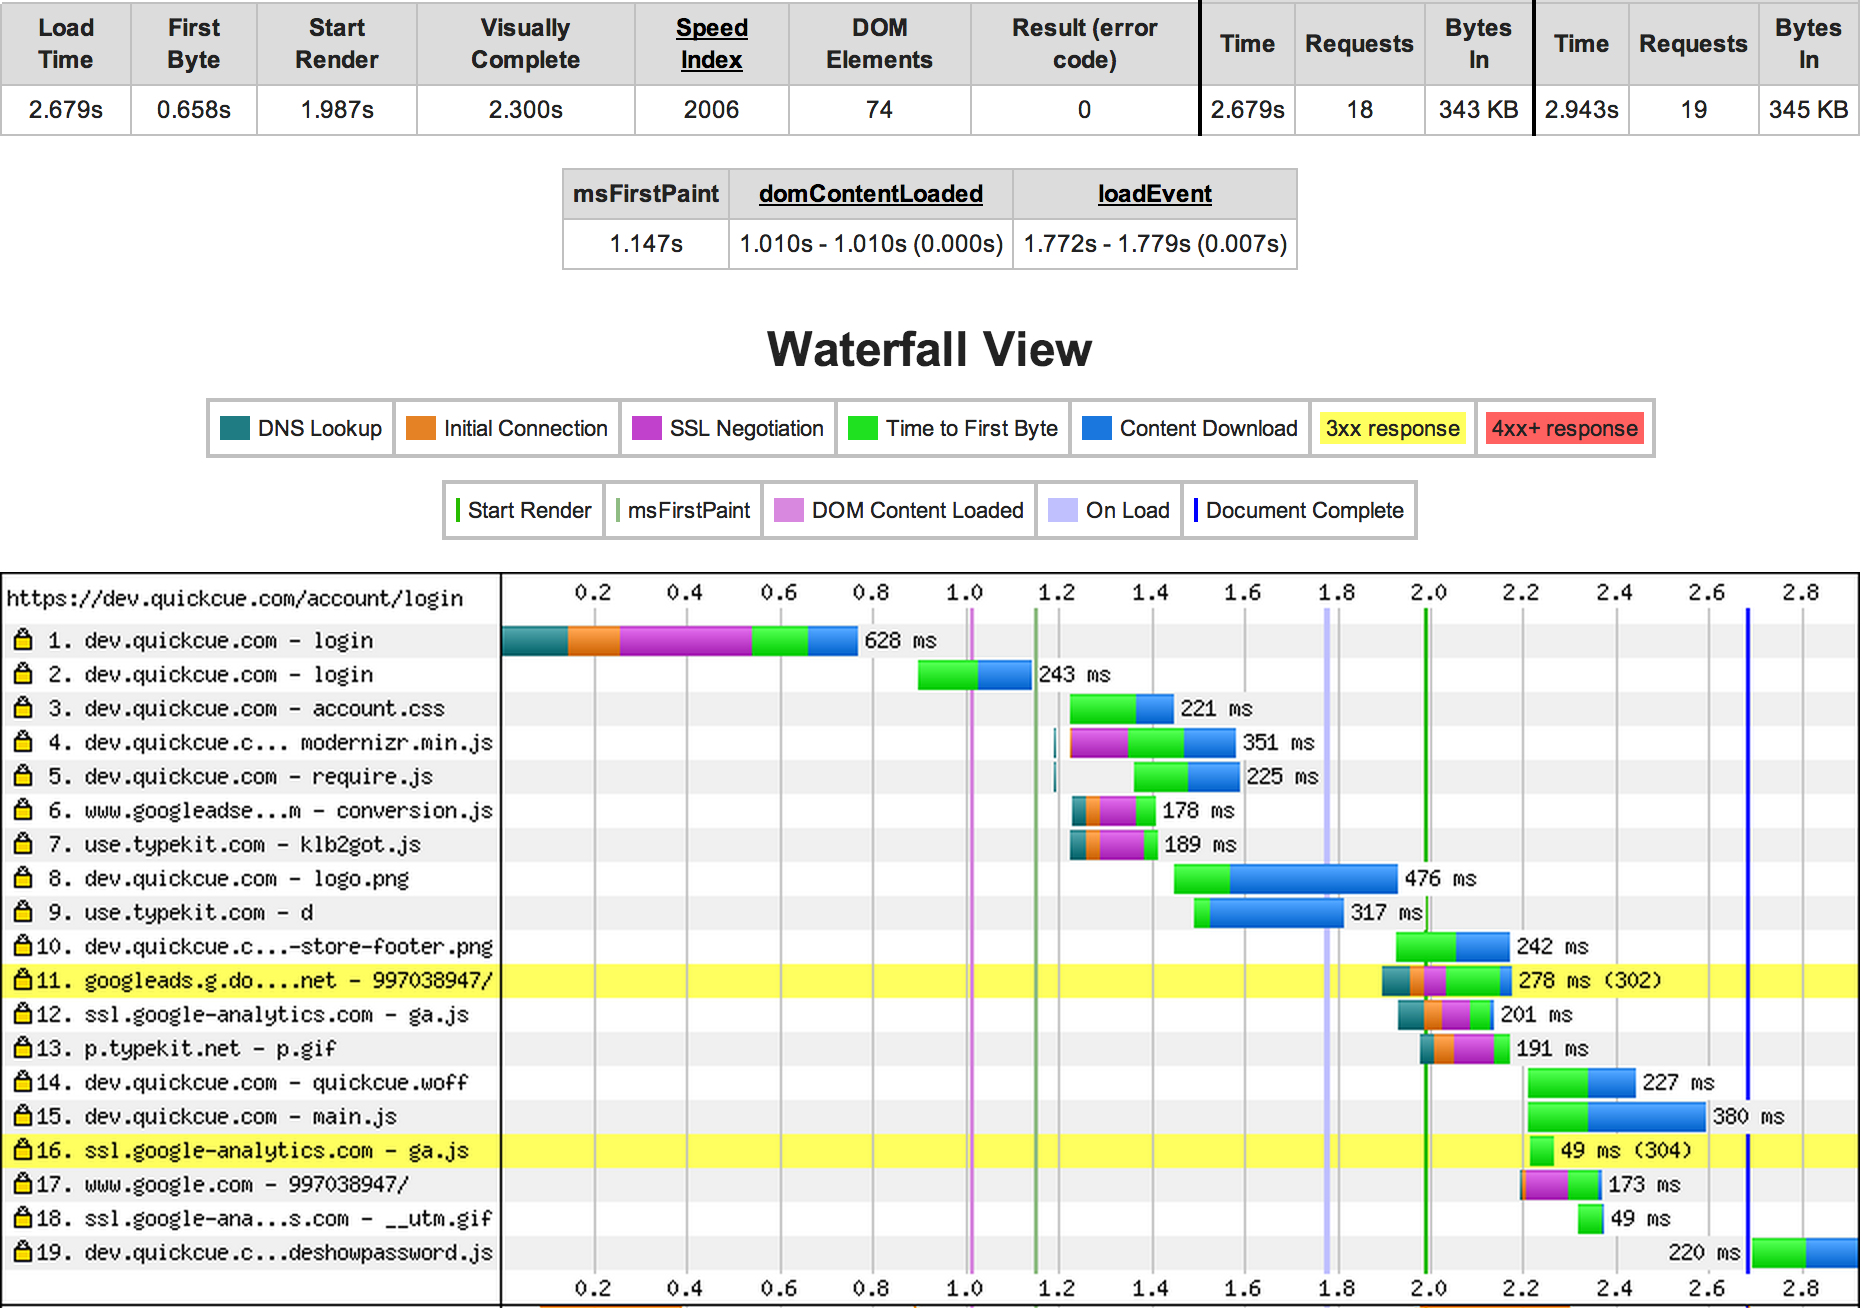 Load Time First Byte Start Render Visually Complete Speed Index DOM Elements Result (error code) Time Requests Bytes In Time Requests Bytes In
2.679s 0.658s 1.987s 2.300s 2006 74 0 2.679s 18 343 KB 2.943s 19 345 KB
msFirstPaint domContentLoaded loadEvent
1.147s 1.010s - 1.010s (0.000s) 1.772s - 1.779s (0.007s)
Waterfall View
DNS Lookup Initial Connection SSL Negotiation Time to First Byte Content Download 3xx response 4xx+ response
Start Render msFirstPaint DOM Content Loaded On Load Document Complete
https://dev.quickcue.com/account/login 0.2 0.4 0.6 0.8 1.0 1.2 1.4 1.6 1.8 2.0 2.2 2.4 2.6 2.8
1. dev.quickcue.com - login 628 ms
2. dev.quickcue.com - login 243 ms
3. dev.quickcue.com - account.css 221 ms
4. dev.quickcue.c... modernizr.min.js 351 ms
5. dev.quickcue.com - require.js 225 ms
6. www.googleadse...m - conversion.js 178 ms
7. use.typekit.com - klb2got.js 189 ms
8. dev.quickcue.com - logo.png 476 ms
9. use.typekit.com - d 317 ms
10. dev.quickcue.c...-store-footer.png 242 ms
11. googleads.g.do....net - 997038947/ 278 ms (302)
12. ssl.google-analytics.com - ga.js 201 ms
13. p.typekit.net - p.gif 191 ms
14. dev.quickcue.com - quickcue.woff 227 ms
15. dev.quickcue.com - main.js 380 ms
16. ssl.google-analytics.com - ga.js 49 ms (304)
17. www.google.com - 997038947/ 173 ms
18. ssl.google-ana...s.com - __utm.gif 49 ms
19. dev.quickcue.c...deshowpassword.js 220 ms
0.2 0.4 0.6 0.8 1.0 1.2 1.4 1.6 1.8 2.0 2.2 2.4 2.6 2.8